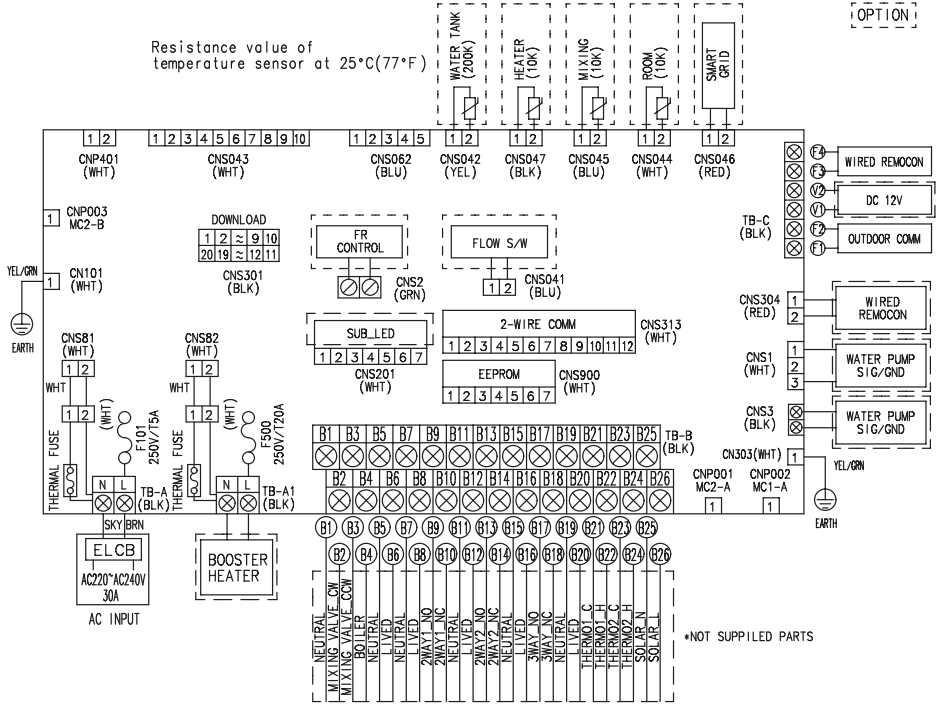 OPTION
Resistance value of
temperature sensor at 25°C(77°F)
WATER TANK
(200K)
HEATER
(10K)
MIXING
(10K)
ROOM
(10K)
SMART
GRID
1 2
CNP401
(WHT)
1 2 3 4 5 6 7 8 9 10
CNS043
(WHT)
1 2 3 4 5
CNS062
(BLU)
1 2
CNS042
(YEL)
1 2
CNS047
(BLK)
1 2
CNS045
(BLU)
1 2
CNS044
(WHT)
1 2
CNS046
(RED)
F4
F3
WIRED REMOCON
V2
V1
DC 12V
F2
F1
OUTDOOR COMM
TB-C
(BLK)
1
CNP003
MC2-B
DOWNLOAD
1 2 ~ 9 10
20 19 ~ 12 11
CNS301
(BLK)
FR
CONTROL
CNS2
(GRN)
FLOW S/W
1 2
CNS041
(BLU)
YEL/GRN
1
CN101
(WHT)
EARTH
CNS304
(RED)
1
2
WIRED
REMOCON
SUB_LED
1 2 3 4 5 6 7
CNS201
(WHT)
2-WIRE COMM
1 2 3 4 5 6 7 8 9 10 11 12
CNS313
(WHT)
EEPROM
1 2 3 4 5 6 7
CNS900
(WHT)
CNS1
(WHT)
1
2
3
WATER PUMP
SIG/GND
CNS3
(BLK)
WATER PUMP
SIG/GND
CNS81
(WHT)
1 2
WHT
1 2
(WHT)
F101
250V/T5A
THERMAL FUSE
N L
TB-A
(BLK)
CNS82
(WHT)
1 2
WHT
1 2
(WHT)
F500
250V/T20A
THERMAL FUSE
N L
TB-A1
(BLK)
B1 B3 B5 B7 B9 B11 B13 B15 B17 B19 B21 B23 B25
TB-B
(BLK)
B2 B4 B6 B8 B10 B12 B14 B16 B18 B20 B22 B24 B26
CN303(WHT)
1
YEL/GRN
EARTH
CNP001
MC2-A
1
CNP002
MC1-A
1
SKY BRN
ELCB
AC220~AC240V
30A
AC INPUT
BOOSTER
HEATER
B1 B3 B5 B7 B9 B11 B13 B15 B17 B19 B21 B23 B25
B2 B4 B6 B8 B10 B12 B14 B16 B18 B20 B22 B24 B26
NEUTRAL
MIXING VALVE_CW
MIXING VALVE_CCW
BOILER
NEUTRAL
LIVED
NEUTRAL
LIVED
2WAY1_NO
2WAY1_NC
NEUTRAL
LIVED
2WAY2_NO
2WAY2_NC
NEUTRAL
LIVED
3WAY_NO
3WAY_NC
NEUTRAL
LIVED
THERMO1_C
THERMO1_H
THERMO2_C
THERMO2_H
SOLAR_N
SOLAR_L
*NOT SUPPILED PARTS